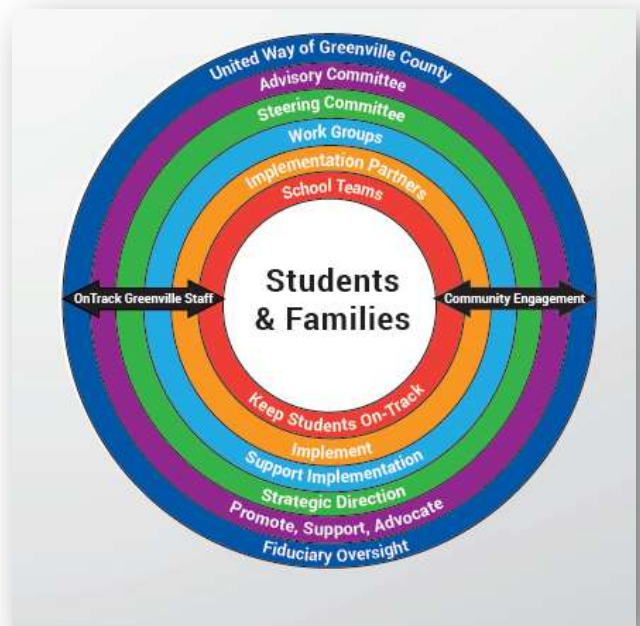 United Way of Greenville County
Advisory Committee
Steering Committee
Work Groups
Implementation Partners
School Teams
Students
& Families
OnTrack Greenville Staff
Community Engagement
Keep Students On-Track
Implement
Support Implementation
Strategic Direction
Promote, Support, Advocate
Fiduciary Oversight